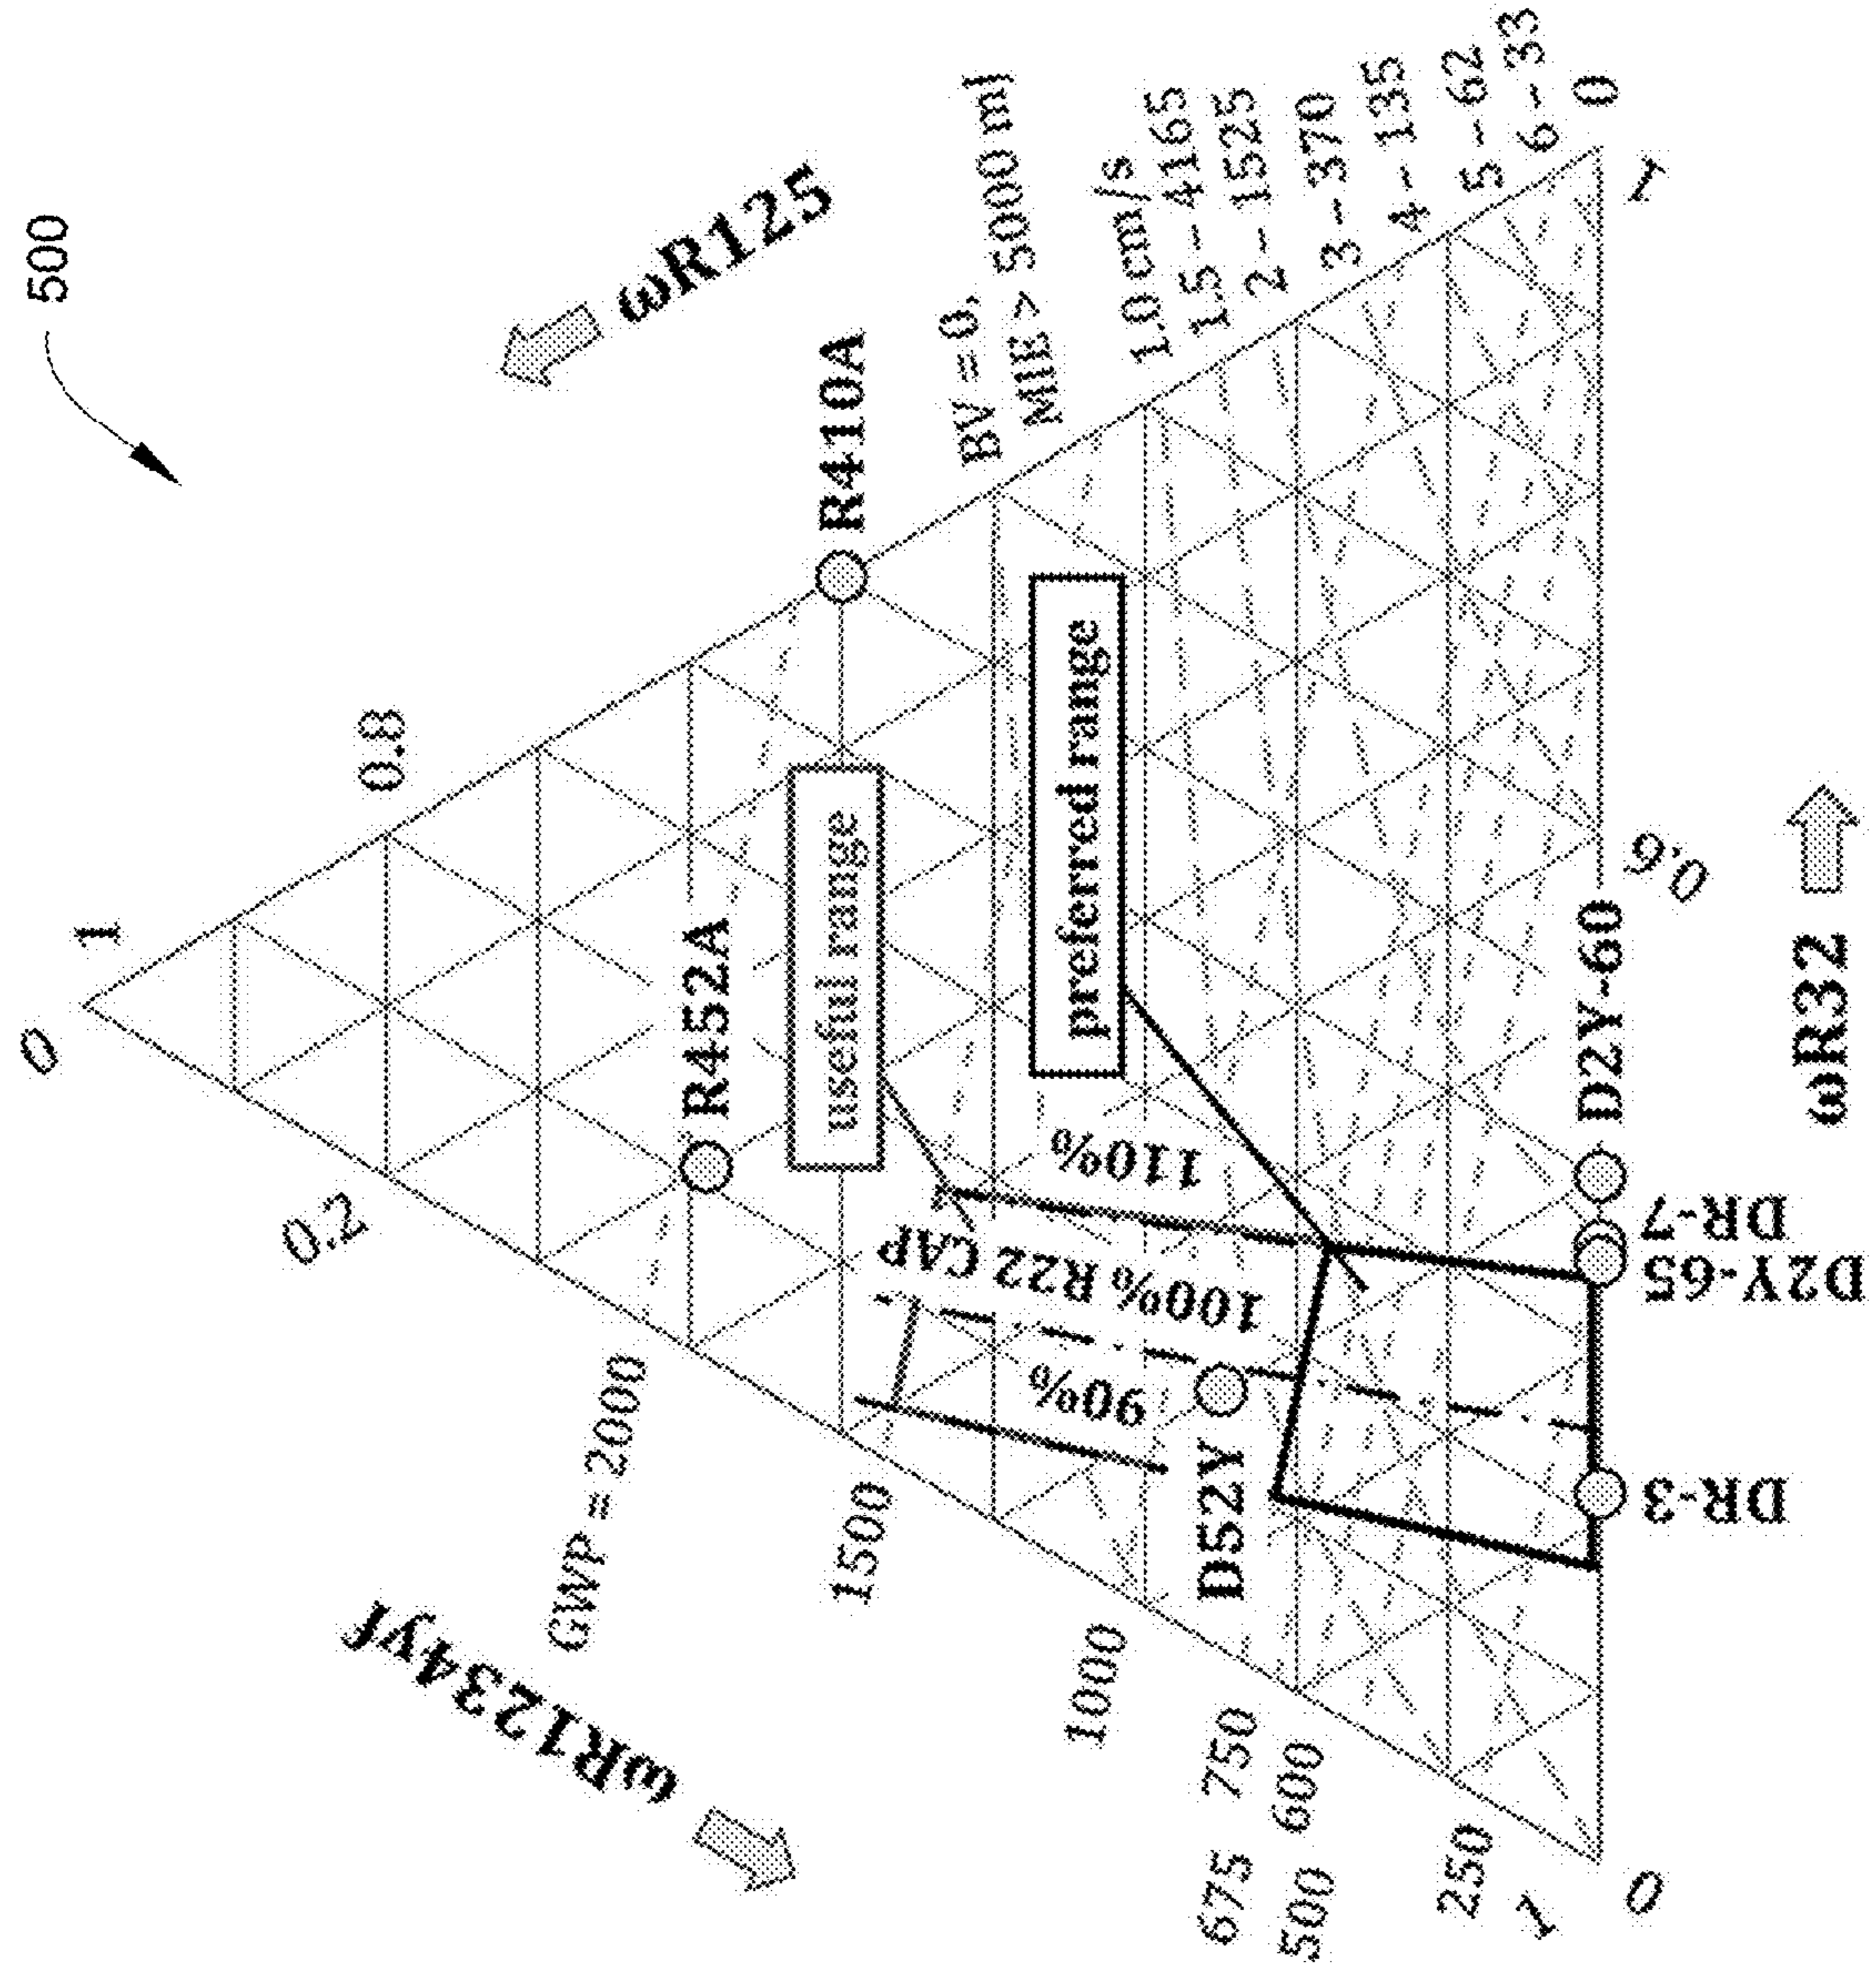 500
0
1
ωR125
0.2
0.8
ωR1234yf
GWP = 2000
R452A
R410A
1500
useful range
BV = 0,
MIE > 5000 mJ
1000
90%
100% R22 CAP
110%
preferred range
1.0 cm/s
1.5 - 4165
2 - 1525
675 750
D52Y
3 - 370
500 600
4 - 135
250
5 - 62
6 - 33
1
0
DR-3
D2Y-65
DR-7
D2Y-60
0.6
0
1
ωR32